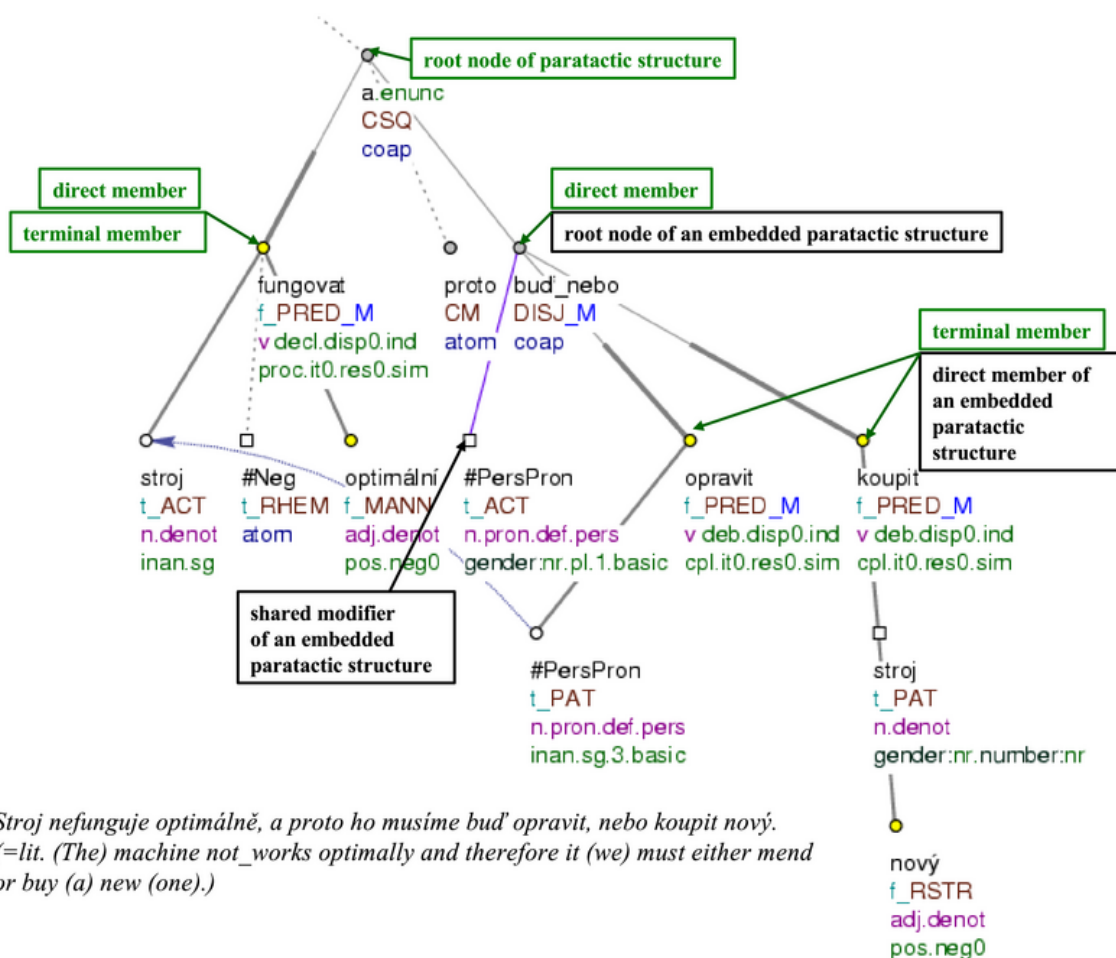 root node of paratactic structure
a.enunc
CSQ
coap
direct member
terminal member
direct member
root node of an embedded paratactic structure
fungovat
f_PRED_M
v decl.disp0.ind
proc.it0.res0.sim
proto
CM
atom
buď_nebo
DISJ_M
coap
terminal member
direct member of
an embedded
paratactic
structure
stroj
t_ACT
n.denot
inan.sg
#Neg
t_RHEM
atom
optimální
f_MANN
adj.denot
pos.neg0
#PersPron
t_ACT
n.pron.def.pers
gender:nr.pl.1.basic
opravit
f_PRED_M
v deb.disp0.ind
cpl.it0.res0.sim
koupit
f_PRED_M
v deb.disp0.ind
cpl.it0.res0.sim
shared modifier
of an embedded
paratactic structure
#PersPron
t_PAT
n.pron.def.pers
inan.sg.3.basic
stroj
t_PAT
n.denot
gender:nr.number:nr
nový
f_RSTR
adj.denot
pos.neg0
Stroj nefunguje optimálně, a proto ho musíme buď opravit, nebo koupit nový.
(=lit. (The) machine not_works optimally and therefore it (we) must either mend
or buy (a) new (one).)